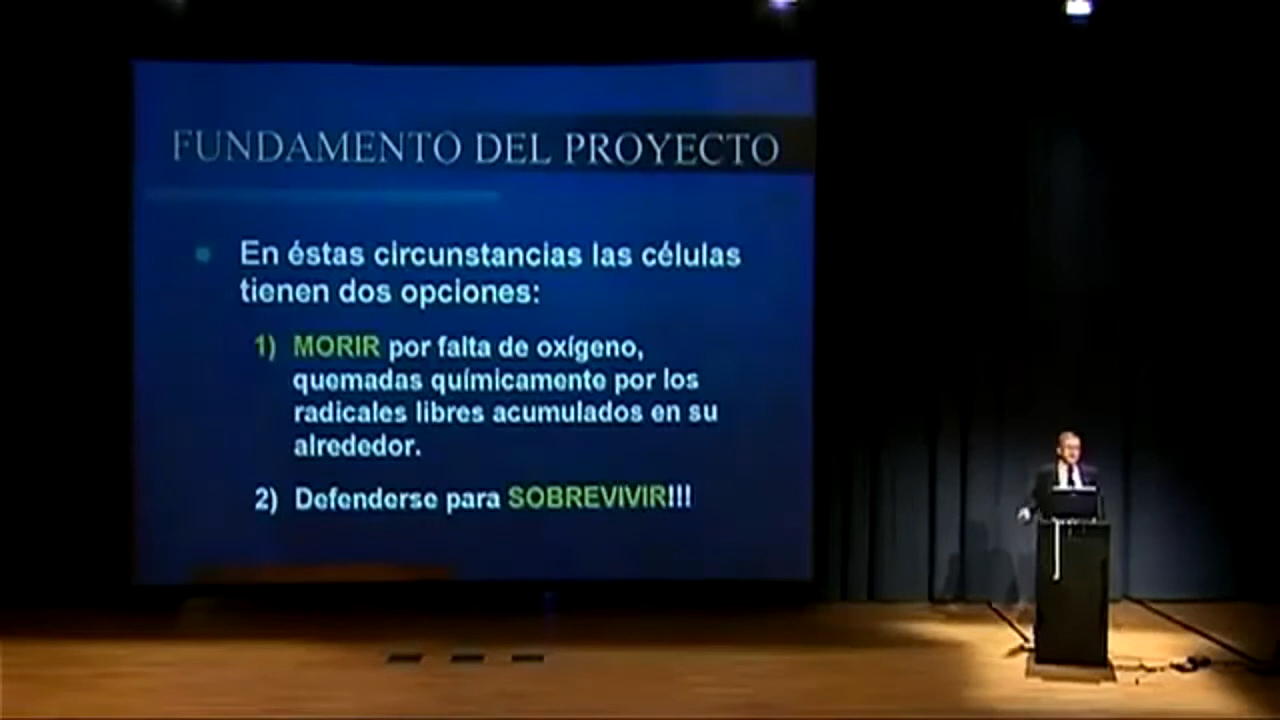 FUNDAMENTO DEL PROYECTO
En éstas circunstancias las células
tienen dos opciones:
1) MORIR por falta de oxígeno,
quemadas químicamente por los
radicales libres acumulados en su
alrededor.
2) Defenderse para SOBREVIVIR!!!